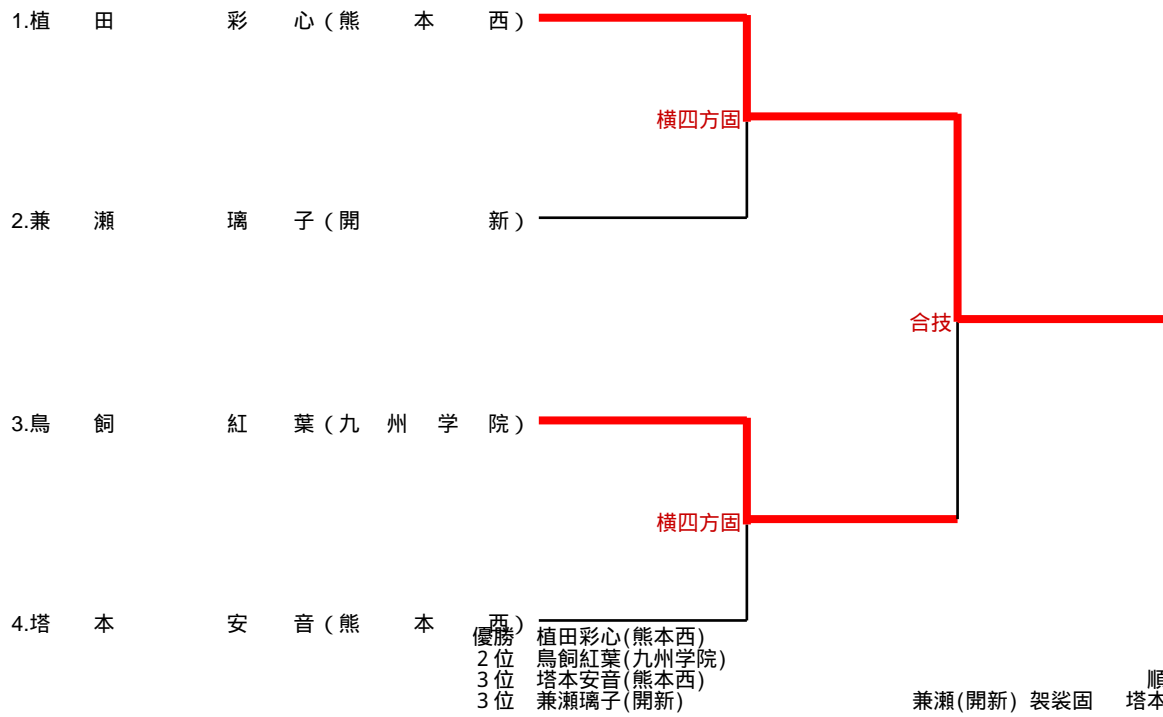 1.植田 彩心(熊本西)
横四方固
2.兼瀬 璃子(開新)
合技
3.鳥飼 紅葉(九州学院)
横四方固
4.塔本 安音(熊本西)
優勝 植田彩心(熊本西)
2位 鳥飼紅葉(九州学院)
3位 塔本安音(熊本西) 順
3位 兼瀬璃子(開新) 兼瀬(開新) 袈裟固 塔本